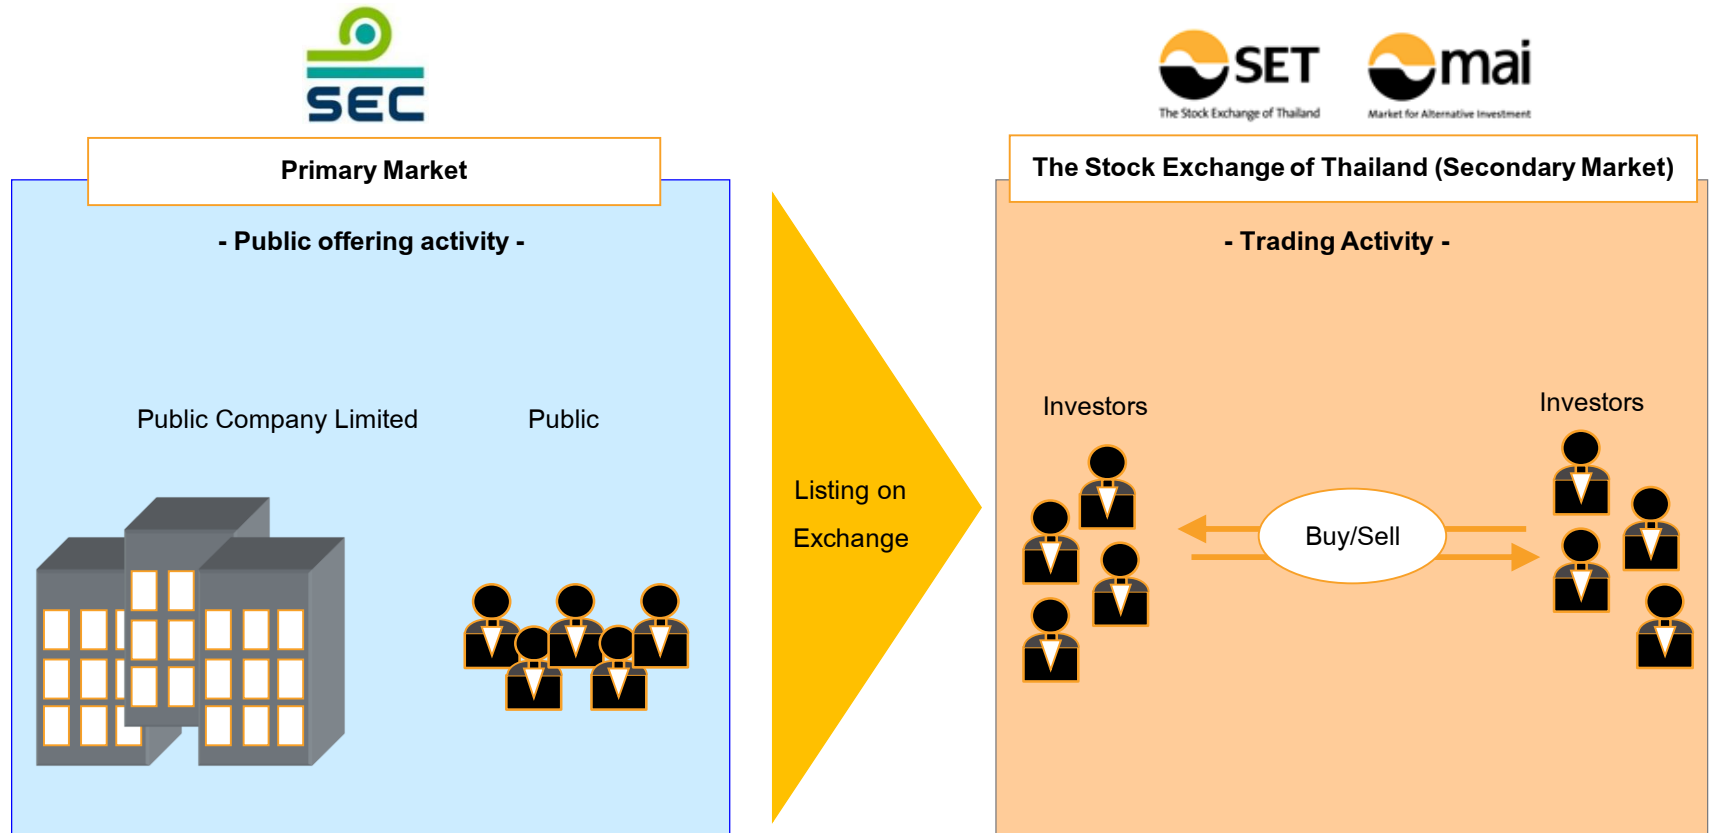 SEC
Primary Market
- Public offering activity -
Public Company Limited
Public
Listing on
Exchange
SET
The Stock Exchange of Thailand
mai
Market for Alternative Investment
The Stock Exchange of Thailand (Secondary Market)
- Trading Activity -
Investors
Investors
Buy/Sell